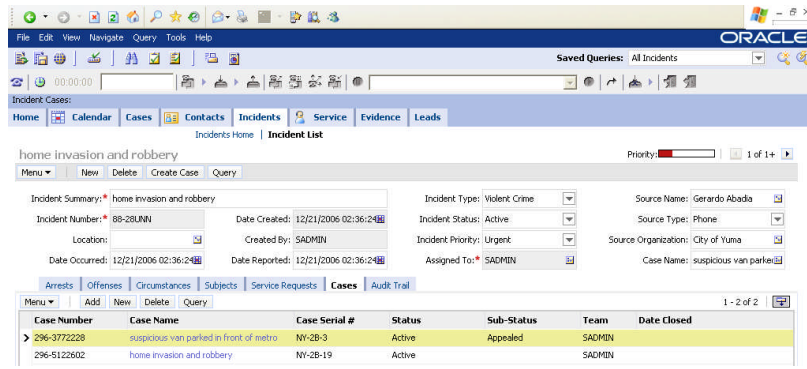 File Edit View Navigate Query Tools Help
ORACLE
Saved Queries: All Incidents
00:00:00
Incident Cases:
Home Calendar Cases Contacts Incidents Service Evidence Leads
Incidents Home | Incident List
home invasion and robbery Priority: 1 of 1+
Menu New Delete Create Case Query
Incident Summary:* home invasion and robbery Incident Type: Violent Crime Source Name: Gerardo Abadia
Incident Number:* 88-28UNN Date Created: 12/21/2006 02:36:24 Incident Status: Active Source Type: Phone
Location: Created By: SADMIN Incident Priority: Urgent Source Organization: City of Yuma
Date Occurred: 12/21/2006 02:36:24 Date Reported: 12/21/2006 02:36:24 Assigned To:* SADMIN Case Name: suspicious van parke
Arrests Offenses Circumstances Subjects Service Requests Cases Audit Trail
Menu Add New Delete Query 1 - 2 of 2
Case Number Case Name Case Serial # Status Sub-Status Team Date Closed
296-3772228 suspicious van parked in front of metro NY-2B-3 Active Appealed SADMIN
296-5122602 home invasion and robbery NY-2B-19 Active SADMIN